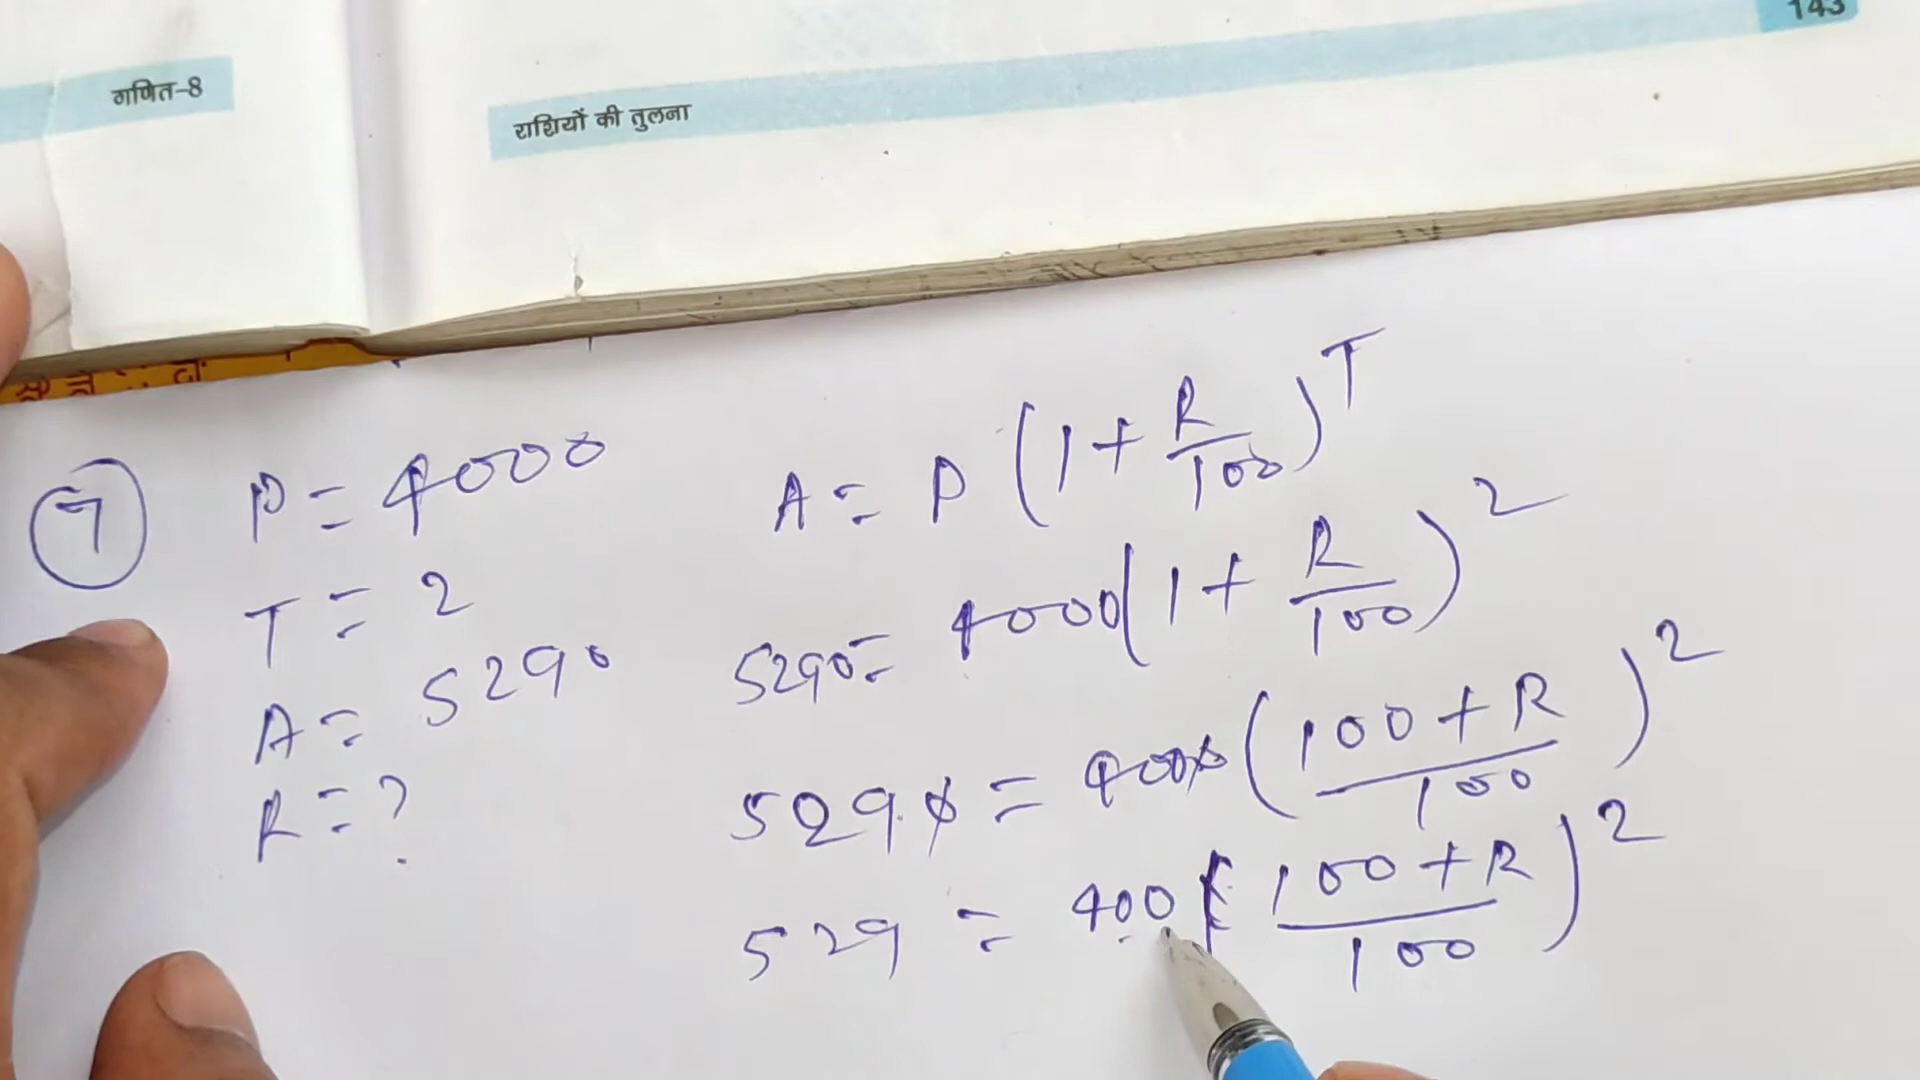 143
गणित-8
राशियों की तुलना
7
P = 4000
T = 2
A = 5290
R = ?
A = P (1 + R/100)^T
5290 = 4000 (1 + R/100)^2
5290 = 4000 (100 + R/100)^2
529 = 400 (100 + R/100)^2